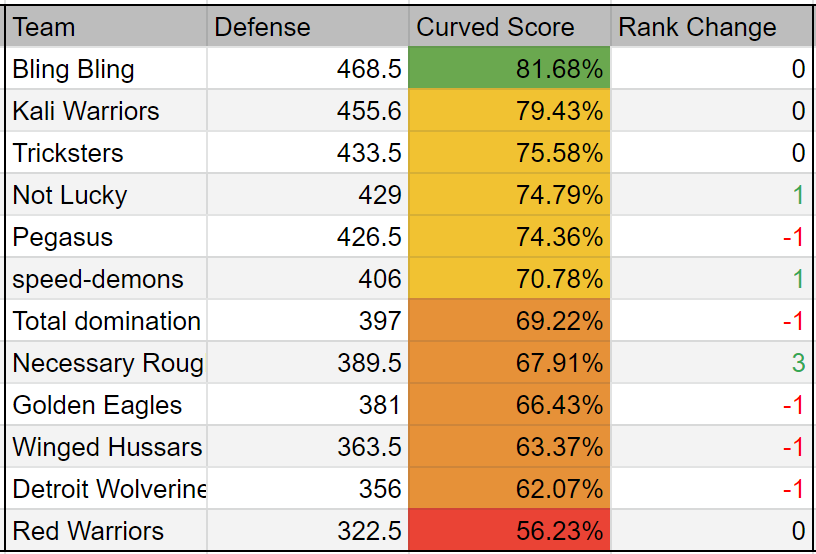 Team Defense Curved Score Rank Change
Bling Bling 468.5 81.68% 0
Kali Warriors 455.6 79.43% 0
Tricksters 433.5 75.58% 0
Not Lucky 429 74.79% 1
Pegasus 426.5 74.36% -1
speed-demons 406 70.78% 1
Total domination 397 69.22% -1
Necessary Roug 389.5 67.91% 3
Golden Eagles 381 66.43% -1
Winged Hussars 363.5 63.37% -1
Detroit Wolverine 356 62.07% -1
Red Warriors 322.5 56.23% 0